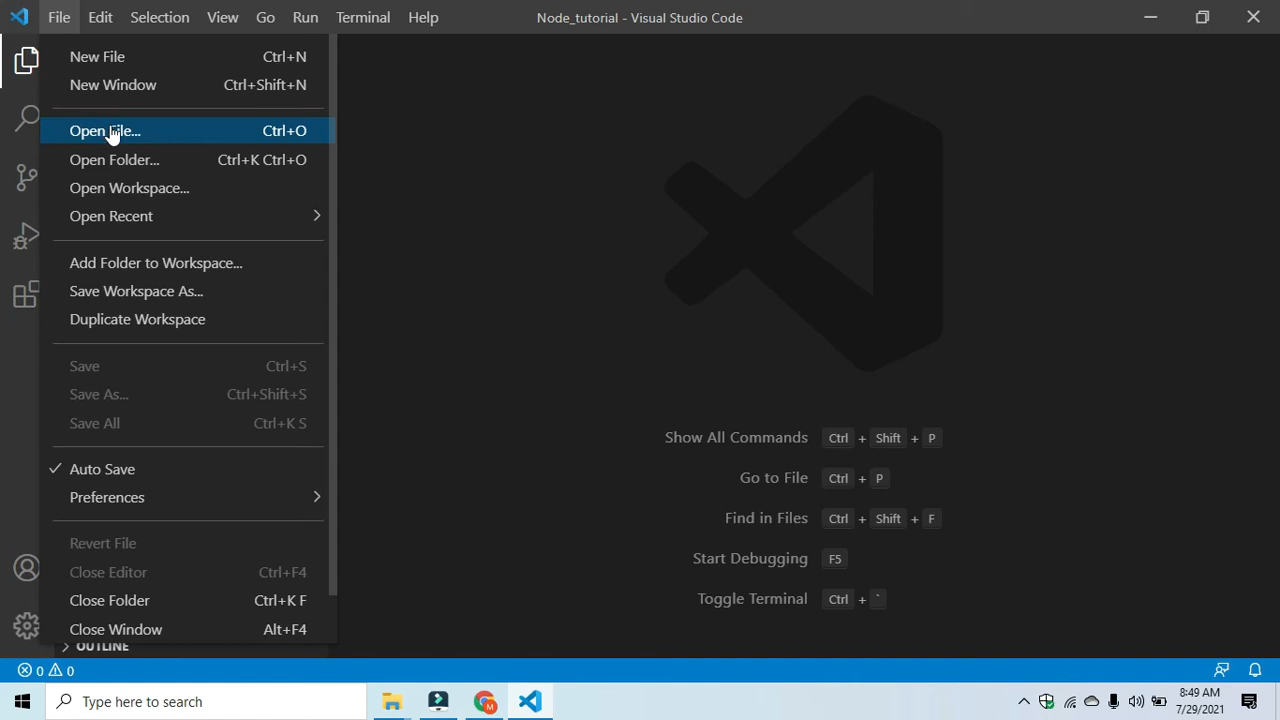 File Edit Selection View Go Run Terminal Help Node_tutorial - Visual Studio Code
New File Ctrl+N
New Window Ctrl+Shift+N
Open File... Ctrl+O
Open Folder... Ctrl+K Ctrl+O
Open Workspace...
Open Recent
Add Folder to Workspace...
Save Workspace As...
Duplicate Workspace
Save Ctrl+S
Save As... Ctrl+Shift+S
Save All Ctrl+K S
Auto Save
Preferences
Revert File
Close Editor Ctrl+F4
Close Folder Ctrl+K F
Close Window Alt+F4
OUTLINE
Show All Commands Ctrl + Shift + P
Go to File Ctrl + P
Find in Files Ctrl + Shift + F
Start Debugging F5
Toggle Terminal Ctrl + `
0 0
Type here to search
M
8:49 AM
7/29/2021